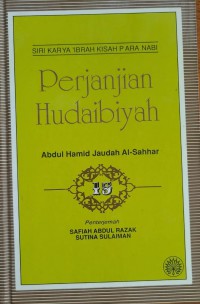 SIRI KARYA 'IBRAH KISAH PARA NABI
Perjanjian
Hudaibiyah
Abdul Hamid Jaudah Al-Sahhar
13
Penterjemah
SAFIAH ABDUL RAZAK
SUTINA SULAIMAN